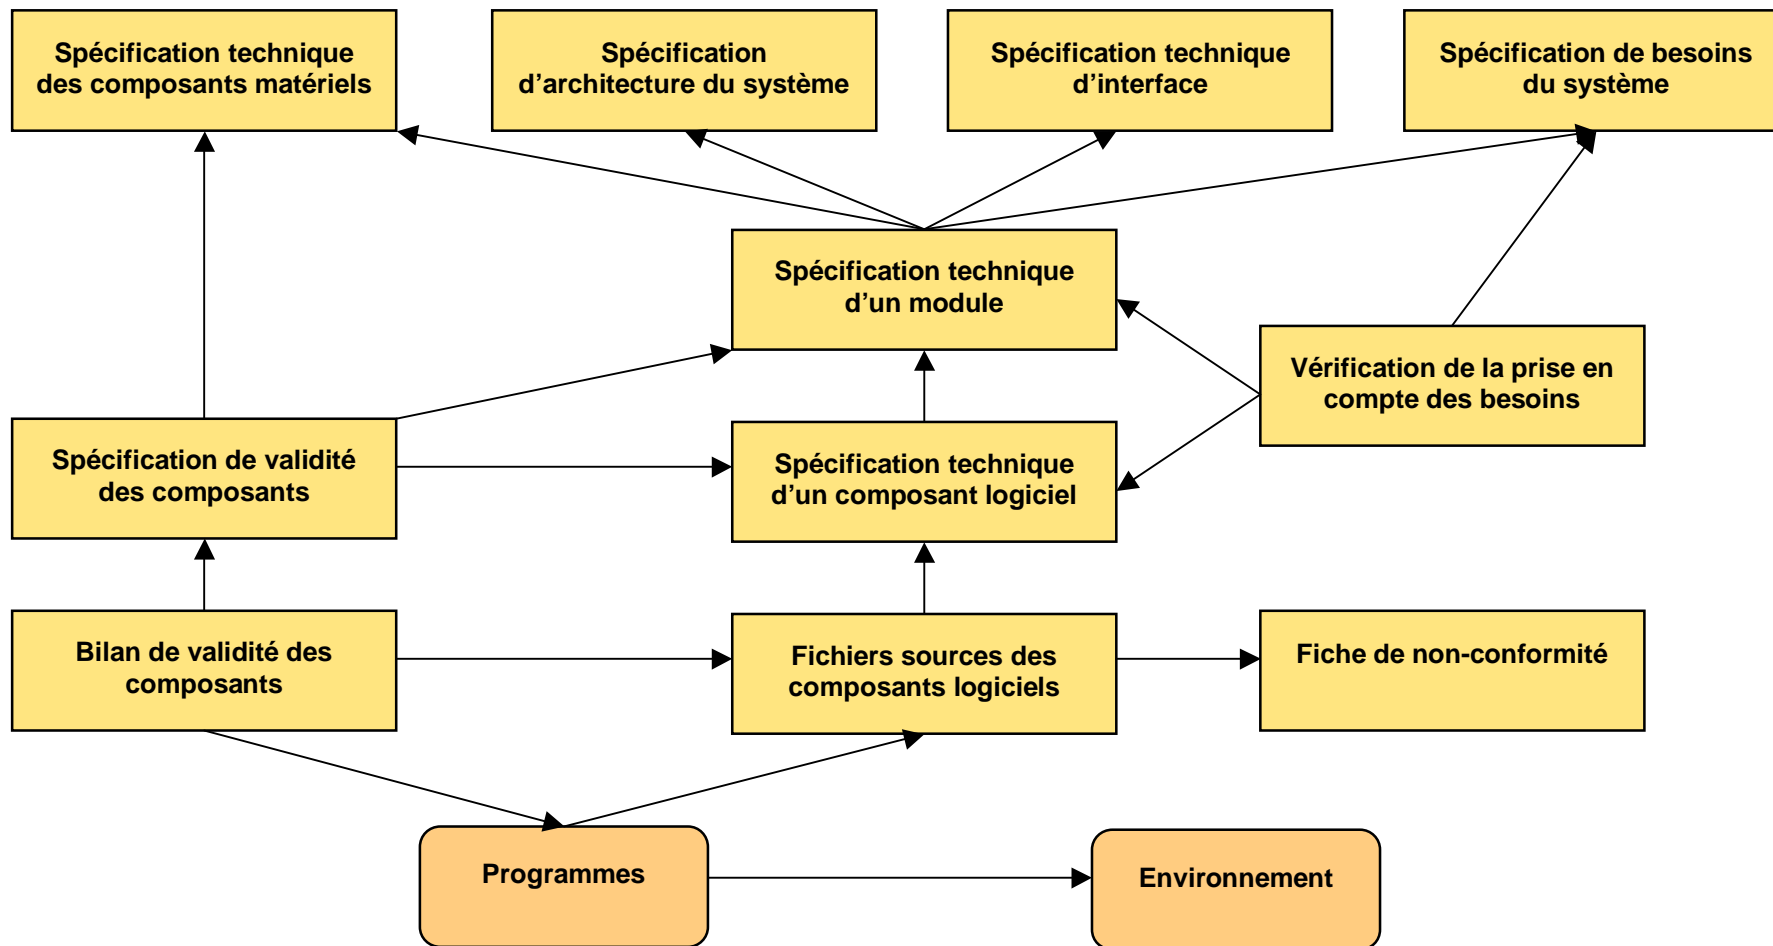 Spécification technique
des composants matériels
Spécification
d’architecture du système
Spécification technique
d’interface
Spécification de besoins
du système
Spécification technique
d’un module
Vérification de la prise en
compte des besoins
Spécification de validité
des composants
Spécification technique
d’un composant logiciel
Bilan de validité des
composants
Fichiers sources des
composants logiciels
Fiche de non-conformité
Programmes
Environnement